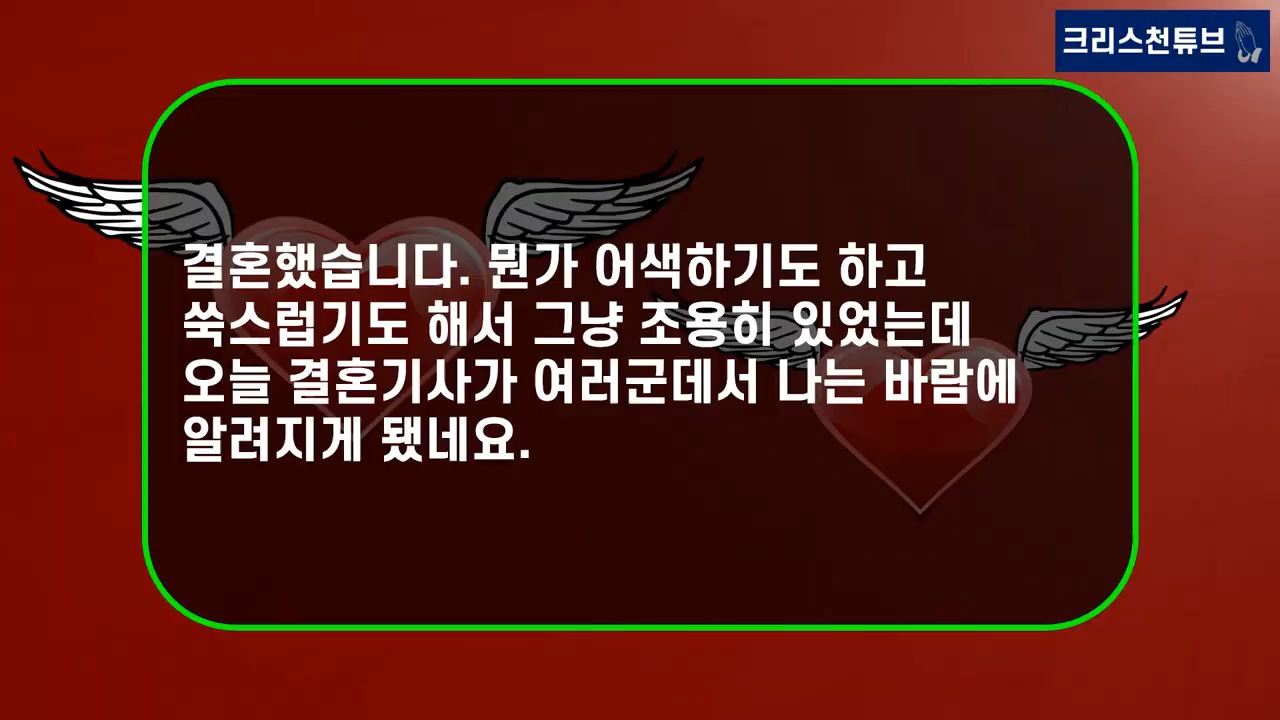 크리스천튜브
결혼했습니다. 뭔가 어색하기도 하고
쑥스럽기도 해서 그냥 조용히 있었는데
오늘 결혼기사가 여러군데서 나는 바람에
알려지게 됐네요.